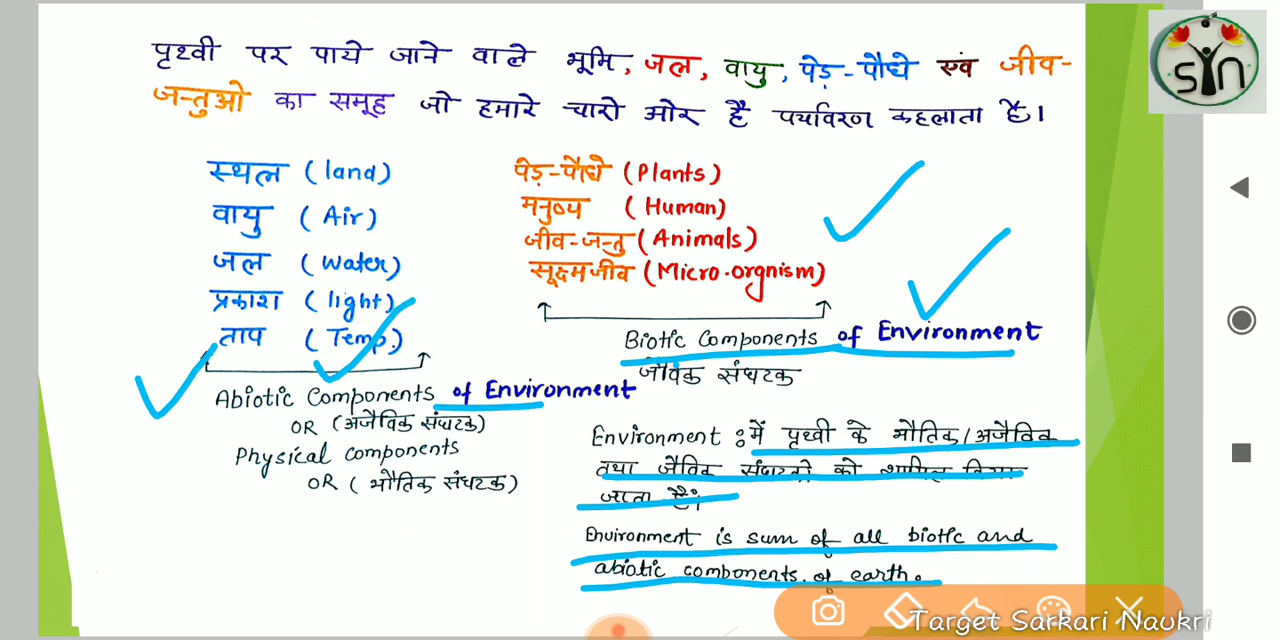 पृथ्वी पर पाये जाने वाले भूमि, जल, वायु, पेड़-पौधे एवं जीव-
जन्तुओ का समूह जो हमारे चारो ओर हैं पर्यावरण कहलाता है।
स्थल (land)
वायु (Air)
जल (Water)
प्रकाश (light)
ताप (Temp.)
Abiotic Components of Environment
OR (अजैविक संघटक)
Physical components
OR (भौतिक संघटक)
पेड़-पौधे (Plants)
मनुष्य (Human)
जीव-जन्तु (Animals)
सूक्ष्मजीव (Micro-orgnism)
Biotic Components of Environment
जैविक संघटक
Environment : में पृथ्वी के भौतिक/अजैविक
तथा जैविक संघटको को शामिल किया
जाता है।
Environment is sum of all biotic and
abiotic components of earth.
SYN
Target Sarkari Naukri